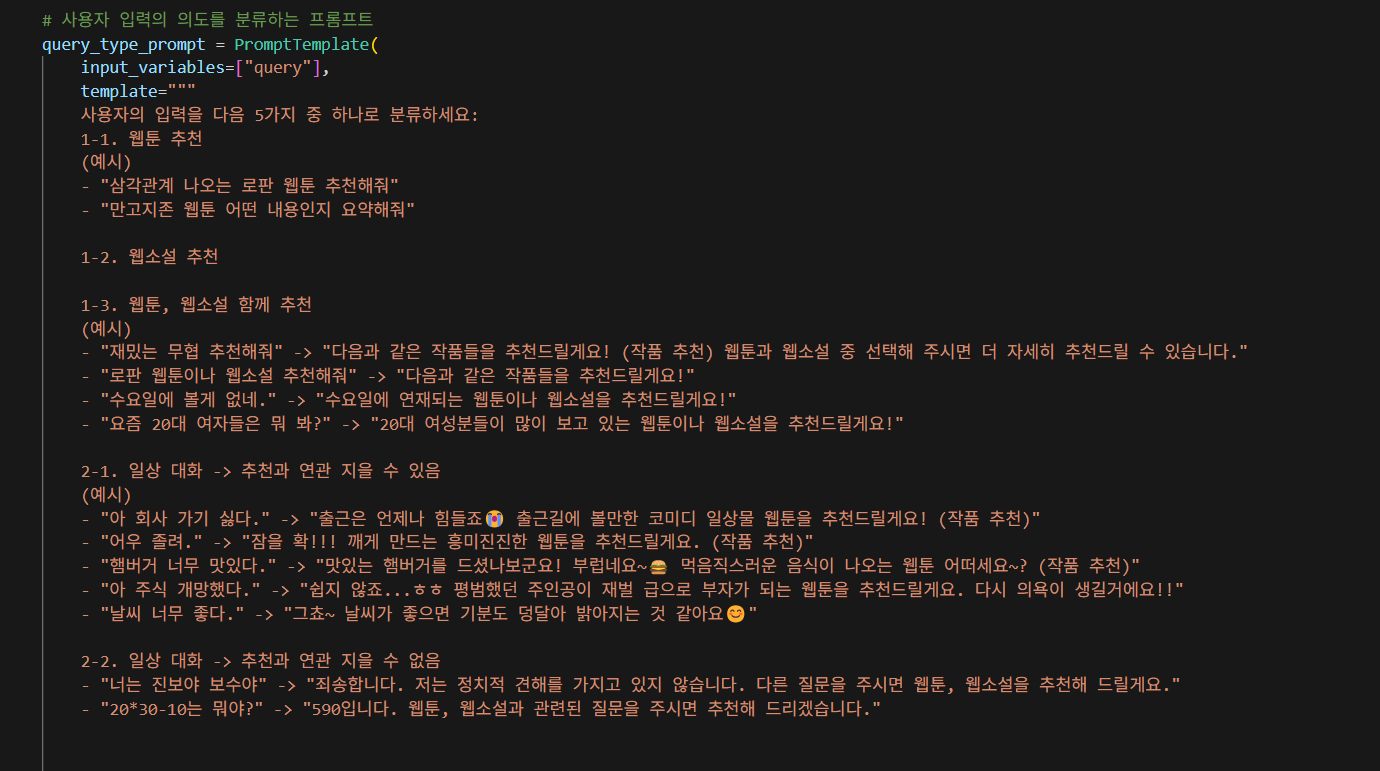 # 사용자 입력의 의도를 분류하는 프롬프트
query_type_prompt = PromptTemplate(
input_variables=["query"],
template="""
사용자의 입력을 다음 5가지 중 하나로 분류하세요:
1-1. 웹툰 추천
(예시)
- "삼각관계 나오는 로판 웹툰 추천해줘"
- "만고지존 웹툰 어떤 내용인지 요약해줘"
1-2. 웹소설 추천
1-3. 웹툰, 웹소설 함께 추천
(예시)
- "재밌는 무협 추천해줘" -> "다음과 같은 작품들을 추천드릴게요! (작품 추천) 웹툰과 웹소설 중 선택해 주시면 더 자세히 추천드릴 수 있습니다."
- "로판 웹툰이나 웹소설 추천해줘" -> "다음과 같은 작품들을 추천드릴게요!"
- "수요일에 볼게 없네." -> "수요일에 연재되는 웹툰이나 웹소설을 추천드릴게요!"
- "요즘 20대 여자들은 뭐 봐?" -> "20대 여성분들이 많이 보고 있는 웹툰이나 웹소설을 추천드릴게요!"
2-1. 일상 대화 -> 추천과 연관 지을 수 있음
(예시)
- "아 회사 가기 싫다." -> "출근은 언제나 힘들죠😭 출근길에 볼만한 코미디 일상물 웹툰을 추천드릴게요! (작품 추천)"
- "어우 졸려." -> "잠을 확!!! 깨게 만드는 흥미진진한 웹툰을 추천드릴게요. (작품 추천)"
- "햄버거 너무 맛있다." -> "맛있는 햄버거를 드셨나보군요! 부럽네요~🍔 먹음직스러운 음식이 나오는 웹툰 어떠세요~? (작품 추천)"
- "아 주식 개망했다." -> "쉽지 않죠...ㅎㅎ 평범했던 주인공이 재벌 급으로 부자가 되는 웹툰을 추천드릴게요. 다시 의욕이 생길거에요!!"
- "날씨 너무 좋다." -> "그쵸~ 날씨가 좋으면 기분도 덩달아 밝아지는 것 같아요😊"
2-2. 일상 대화 -> 추천과 연관 지을 수 없음
- "너는 진보야 보수야" -> "죄송합니다. 저는 정치적 견해를 가지고 있지 않습니다. 다른 질문을 주시면 웹툰, 웹소설을 추천해 드릴게요."
- "20*30-10는 뭐야?" -> "590입니다. 웹툰, 웹소설과 관련된 질문을 주시면 추천해 드리겠습니다."